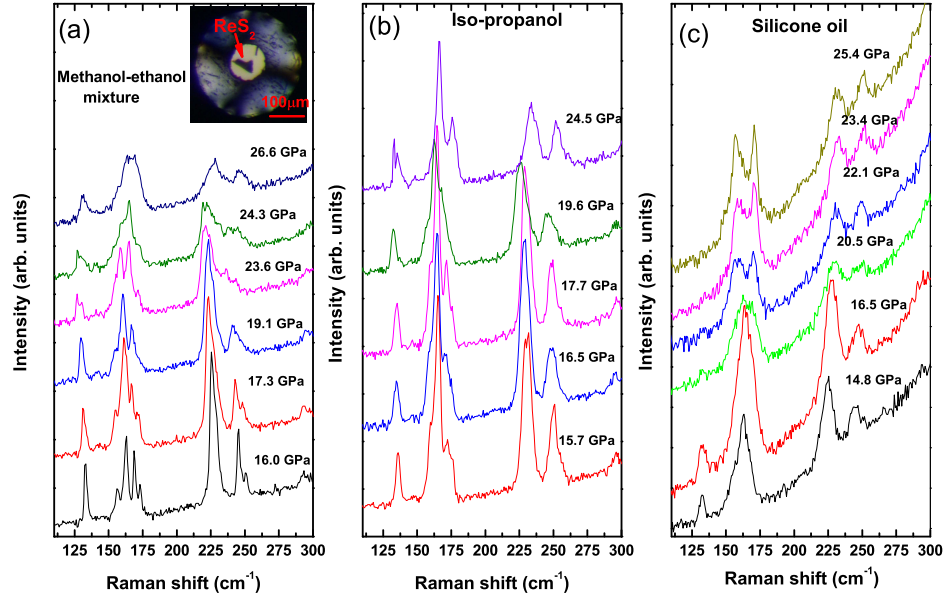 (a)
ReS2
100μm
Methanol-ethanol
mixture
26.6 GPa
24.3 GPa
23.6 GPa
19.1 GPa
17.3 GPa
16.0 GPa
Intensity (arb. units)
125 150 175 200 225 250 275 300
Raman shift (cm-1)
(b)
Iso-propanol
24.5 GPa
19.6 GPa
17.7 GPa
16.5 GPa
15.7 GPa
Intensity (arb. units)
125 150 175 200 225 250 275 300
Raman shift (cm-1)
(c)
Silicone oil
25.4 GPa
23.4 GPa
22.1 GPa
20.5 GPa
16.5 GPa
14.8 GPa
Intensity (arb. units)
125 150 175 200 225 250 275 300
Raman shift (cm-1)